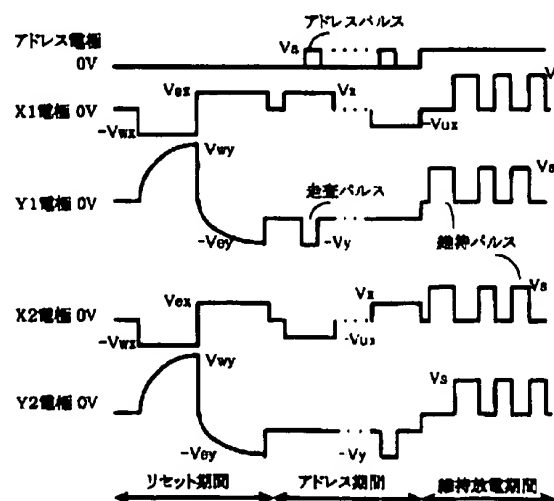 アドレスパルス
アドレス電極
Va
0V
Vex
Vx
V
X1電極 0V
-Vwx
-Vux
Vwy
走査パルス
Vs
Y1電極 0V
-Vey
-Vy
維持パルス
Vex
Vx
Vs
X2電極 0V
-Vwx
-Vux
Vwy
Vs
Y2電極 0V
-Vey
-Vy
リセット期間
アドレス期間
維持放電期間